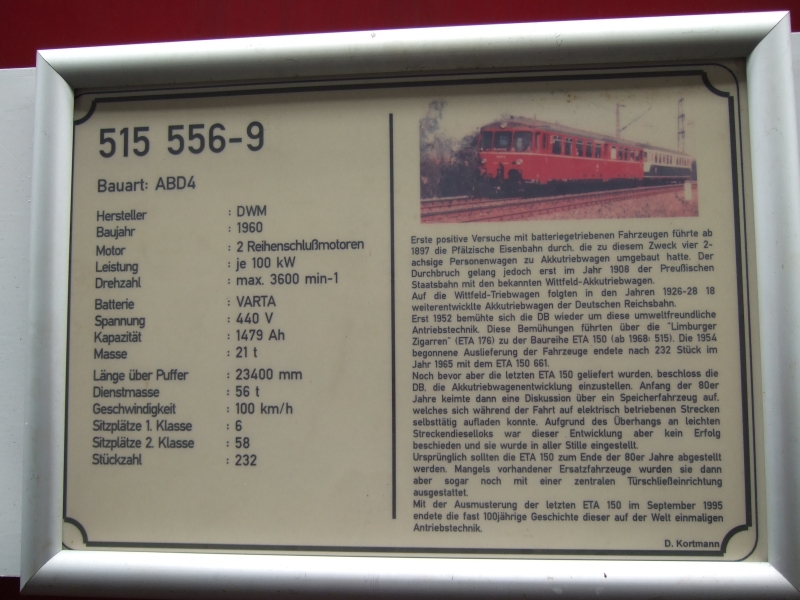 515 556-9
Bauart: ABD4
Hersteller : DWM
Baujahr : 1960
Motor : 2 Reihenschlußmotoren
Leistung : je 100 kW
Drehzahl : max. 3600 min-1
Batterie : VARTA
Spannung : 440 V
Kapazität : 1479 Ah
Masse : 21 t
Länge über Puffer : 23400 mm
Dienstmasse : 56 t
Geschwindigkeit : 100 km/h
Sitzplätze 1. Klasse : 6
Sitzplätze 2. Klasse : 58
Stückzahl : 232
Erste positive Versuche mit batteriegetriebenen Fahrzeugen führte ab
1897 die Pfälzische Eisenbahn durch, die zu diesem Zweck vier 2-
achsige Personenwagen zu Akkutriebwagen umgebaut hatte. Der
Durchbruch gelang jedoch erst im Jahr 1908 der Preußischen
Staatsbahn mit den bekannten Wittfeld-Akkutriebwagen.
Auf die Wittfeld-Triebwagen folgten in den Jahren 1926-28 18
weiterentwicklte Akkutriebwagen der Deutschen Reichsbahn.
Erst 1952 bemühte sich die DB wieder um diese umweltfreundliche
Antriebstechnik. Diese Bemühungen führten über die "Limburger
Zigarren" (ETA 176) zu der Baureihe ETA 150 (ab 1968: 515). Die 1954
begonnene Auslieferung der Fahrzeuge endete nach 232 Stück im
Jahr 1965 mit dem ETA 150 661.
Noch bevor aber die letzten ETA 150 geliefert wurden, beschloss die
DB, die Akkutriebwagenentwicklung einzustellen. Anfang der 80er
Jahre keimte dann eine Diskussion über ein Speicherfahrzeug auf,
welches sich während der Fahrt auf elektrisch betriebenen Strecken
selbsttätig aufladen konnte. Aufgrund des Überhangs an leichten
Streckendieselloks war dieser Entwicklung aber kein Erfolg
beschieden und sie wurde in aller Stille eingestellt.
Ursprünglich sollten die ETA 150 zum Ende der 80er Jahre abgestellt
werden. Mangels vorhandener Ersatzfahrzeuge wurden sie dann
aber sogar noch mit einer zentralen Türschließeinrichtung
ausgestattet.
Mit der Ausmusterung der letzten ETA 150 im September 1995
endete die fast 100jährige Geschichte dieser auf der Welt einmaligen
Antriebstechnik.
D. Kortmann